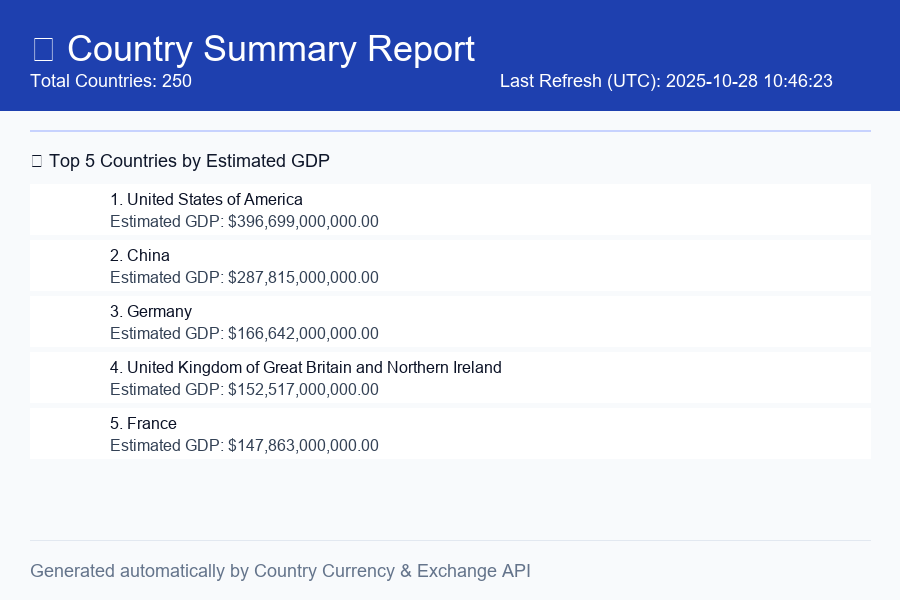 Country Summary Report
Total Countries: 250
Last Refresh (UTC): 2025-10-28 10:46:23
Top 5 Countries by Estimated GDP
1. United States of America
Estimated GDP: $396,699,000,000.00
2. China
Estimated GDP: $287,815,000,000.00
3. Germany
Estimated GDP: $166,642,000,000.00
4. United Kingdom of Great Britain and Northern Ireland
Estimated GDP: $152,517,000,000.00
5. France
Estimated GDP: $147,863,000,000.00
Generated automatically by Country Currency & Exchange API